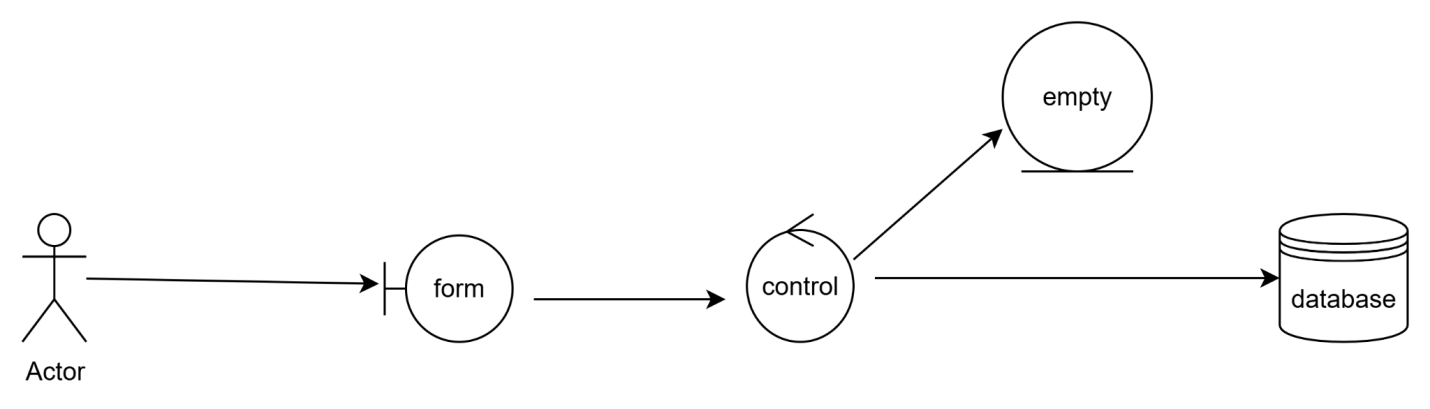 empty
form
control
database
Actor